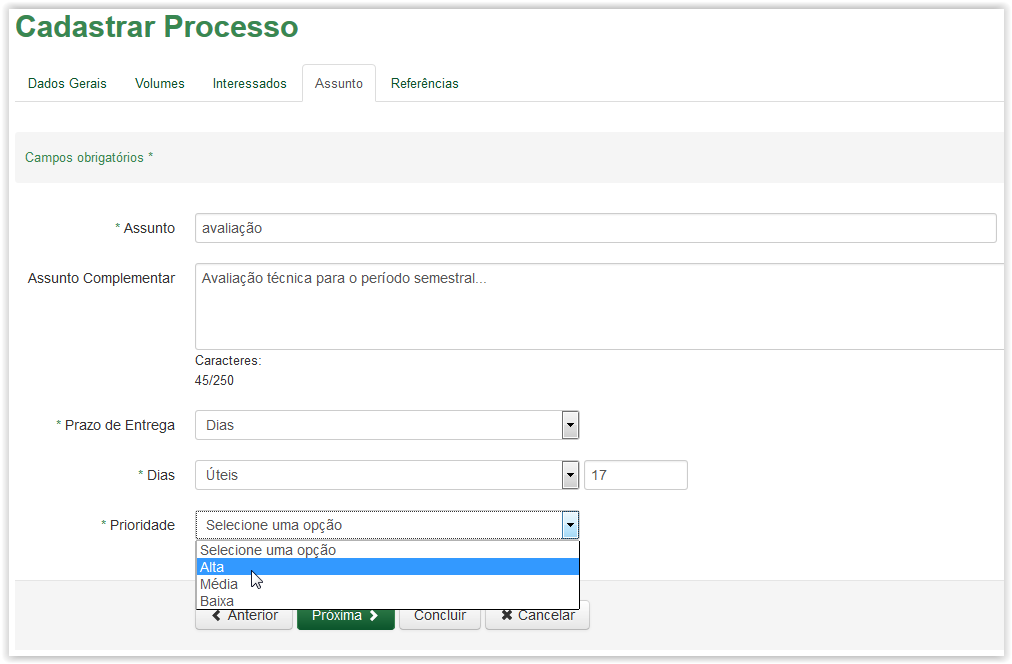 Cadastrar Processo
Dados Gerais Volumes Interessados Assunto Referências
Campos obrigatórios *
* Assunto avaliação
Assunto Complementar Avaliação técnica para o período semestral...
Caracteres:
45/250
* Prazo de Entrega Dias
* Dias Úteis 17
* Prioridade Selecione uma opção
Selecione uma opção
Alta
Média
Baixa
Anterior Próxima Concluir Cancelar